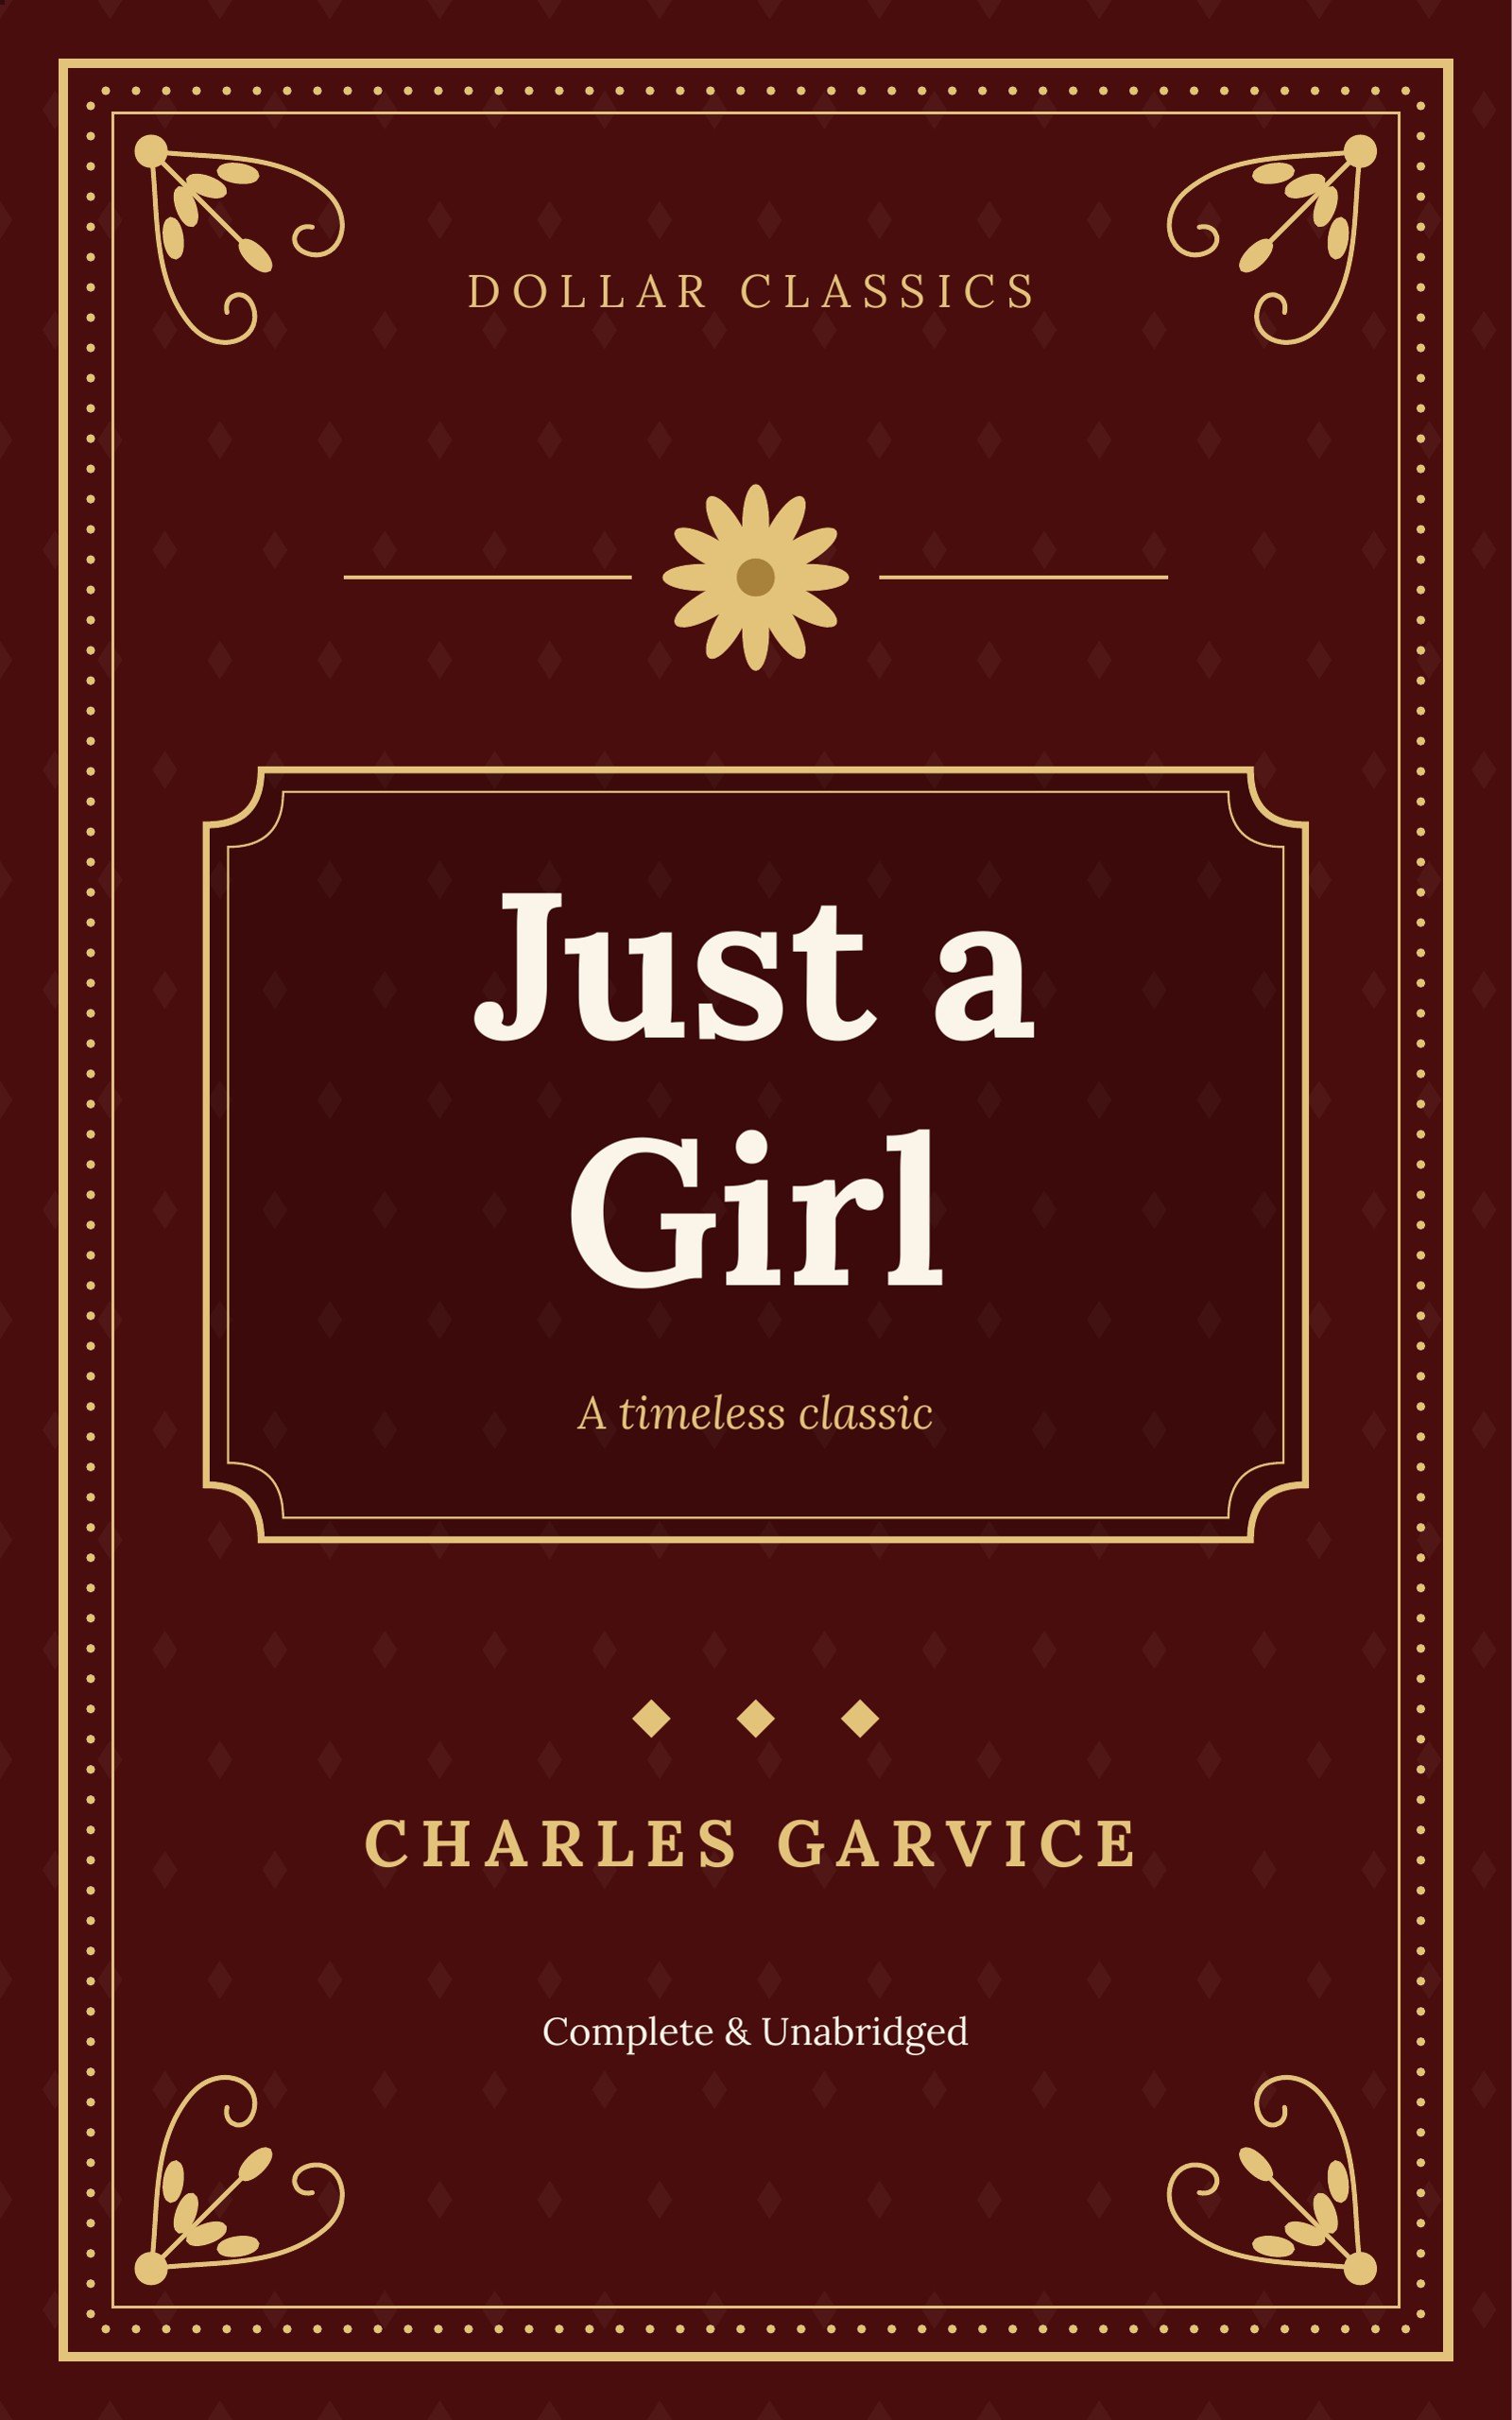 DOLLAR CLASSICS
Just a
Girl
A timeless classic
CHARLES GARVICE
Complete & Unabridged